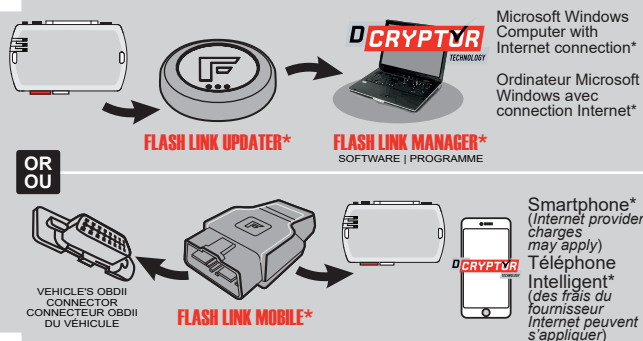 DCRYPTOR
TECHNOLOGY
Microsoft Windows
Computer with
Internet connection*
Ordinateur Microsoft
Windows avec
connection Internet*
FLASH LINK UPDATER*
FLASH LINK MANAGER*
SOFTWARE | PROGRAMME
OR
OU
VEHICLE'S OBDII
CONNECTOR
CONNECTEUR OBDII
DU VÉHICULE
FLASH LINK MOBILE*
DCRYPTOR
TECHNOLOGY
Smartphone*
(Internet provider
charges
may apply)
Téléphone
Intelligent*
(des frais du
fournisseur
Internet peuvent
s'appliquer)